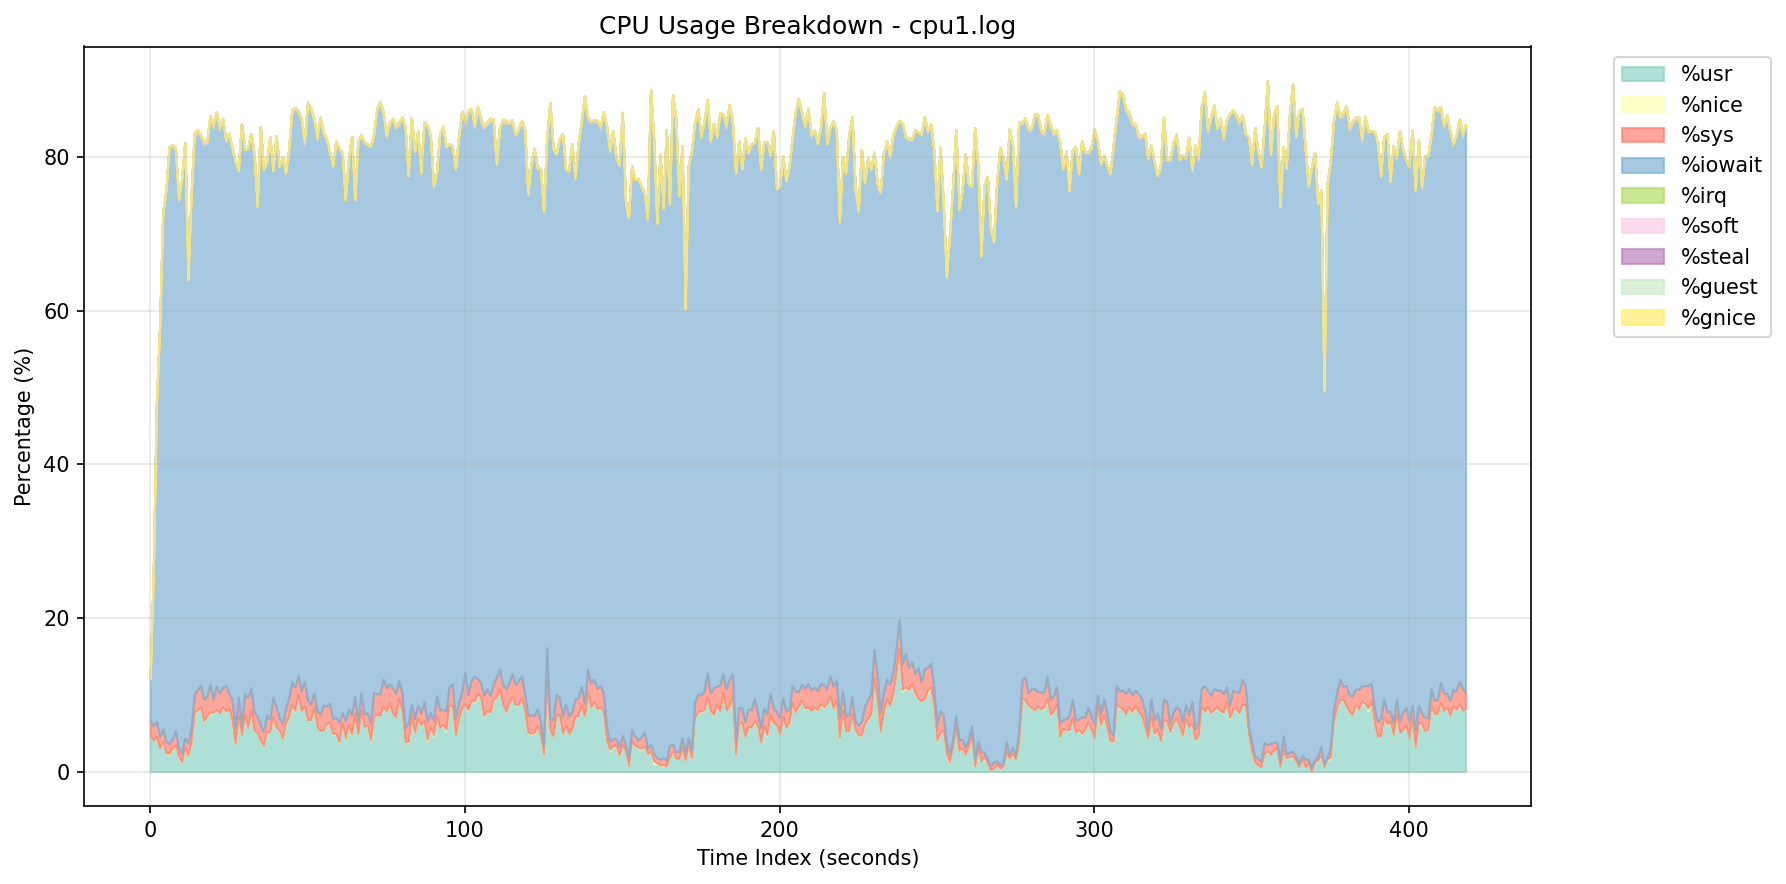 CPU Usage Breakdown - cpu1.log
Percentage (%)
80
60
40
20
0
0 100 200 300 400
Time Index (seconds)
%usr
%nice
%sys
%iowait
%irq
%soft
%steal
%guest
%gnice